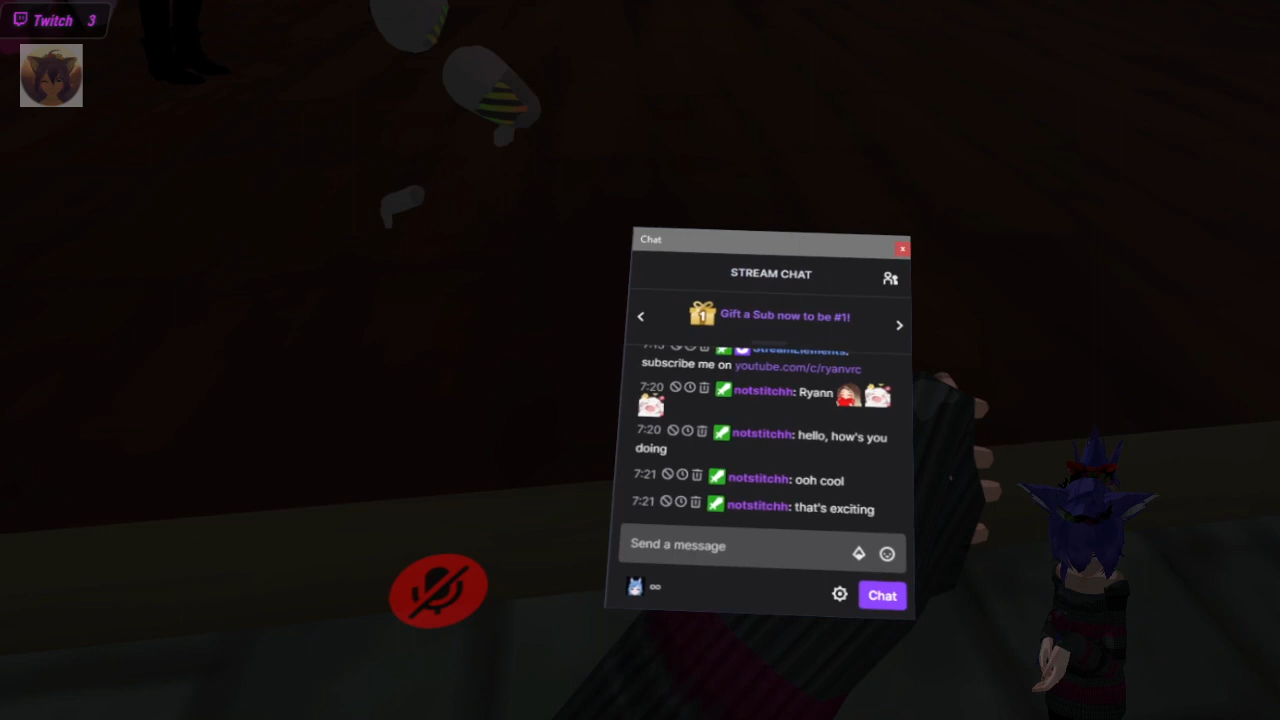 Twitch 3
Chat
x
STREAM CHAT
1
Gift a Sub now to be #1!
StreamElements:
subscribe me on youtube.com/c/ryanvrc
7:20 notstitchh: Ryann
7:20 notstitchh: hello, how's you
doing
7:21 notstitchh: ooh cool
7:21 notstitchh: that's exciting
Send a message
∞
Chat